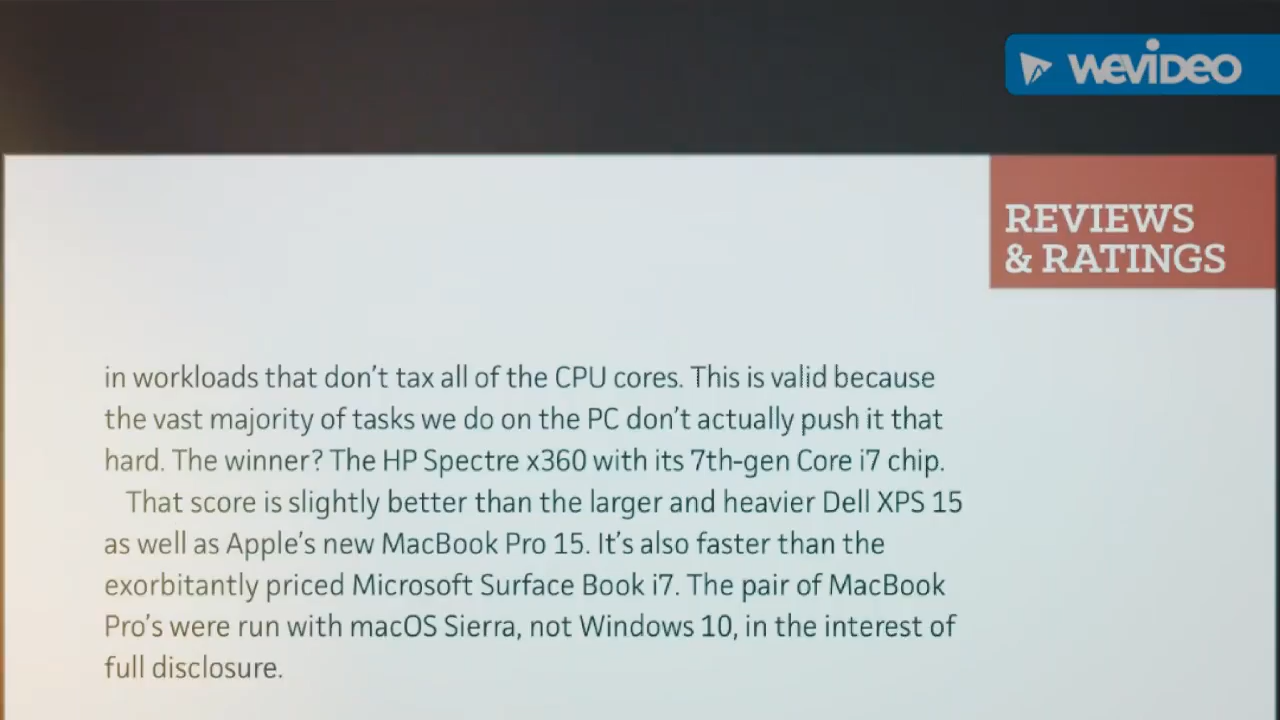 WEVIDEO
REVIEWS
& RATINGS
in workloads that don't tax all of the CPU cores. This is valid because
the vast majority of tasks we do on the PC don't actually push it that
hard. The winner? The HP Spectre x360 with its 7th-gen Core i7 chip.
That score is slightly better than the larger and heavier Dell XPS 15
as well as Apple's new MacBook Pro 15. It's also faster than the
exorbitantly priced Microsoft Surface Book i7. The pair of MacBook
Pro's were run with macOS Sierra, not Windows 10, in the interest of
full disclosure.